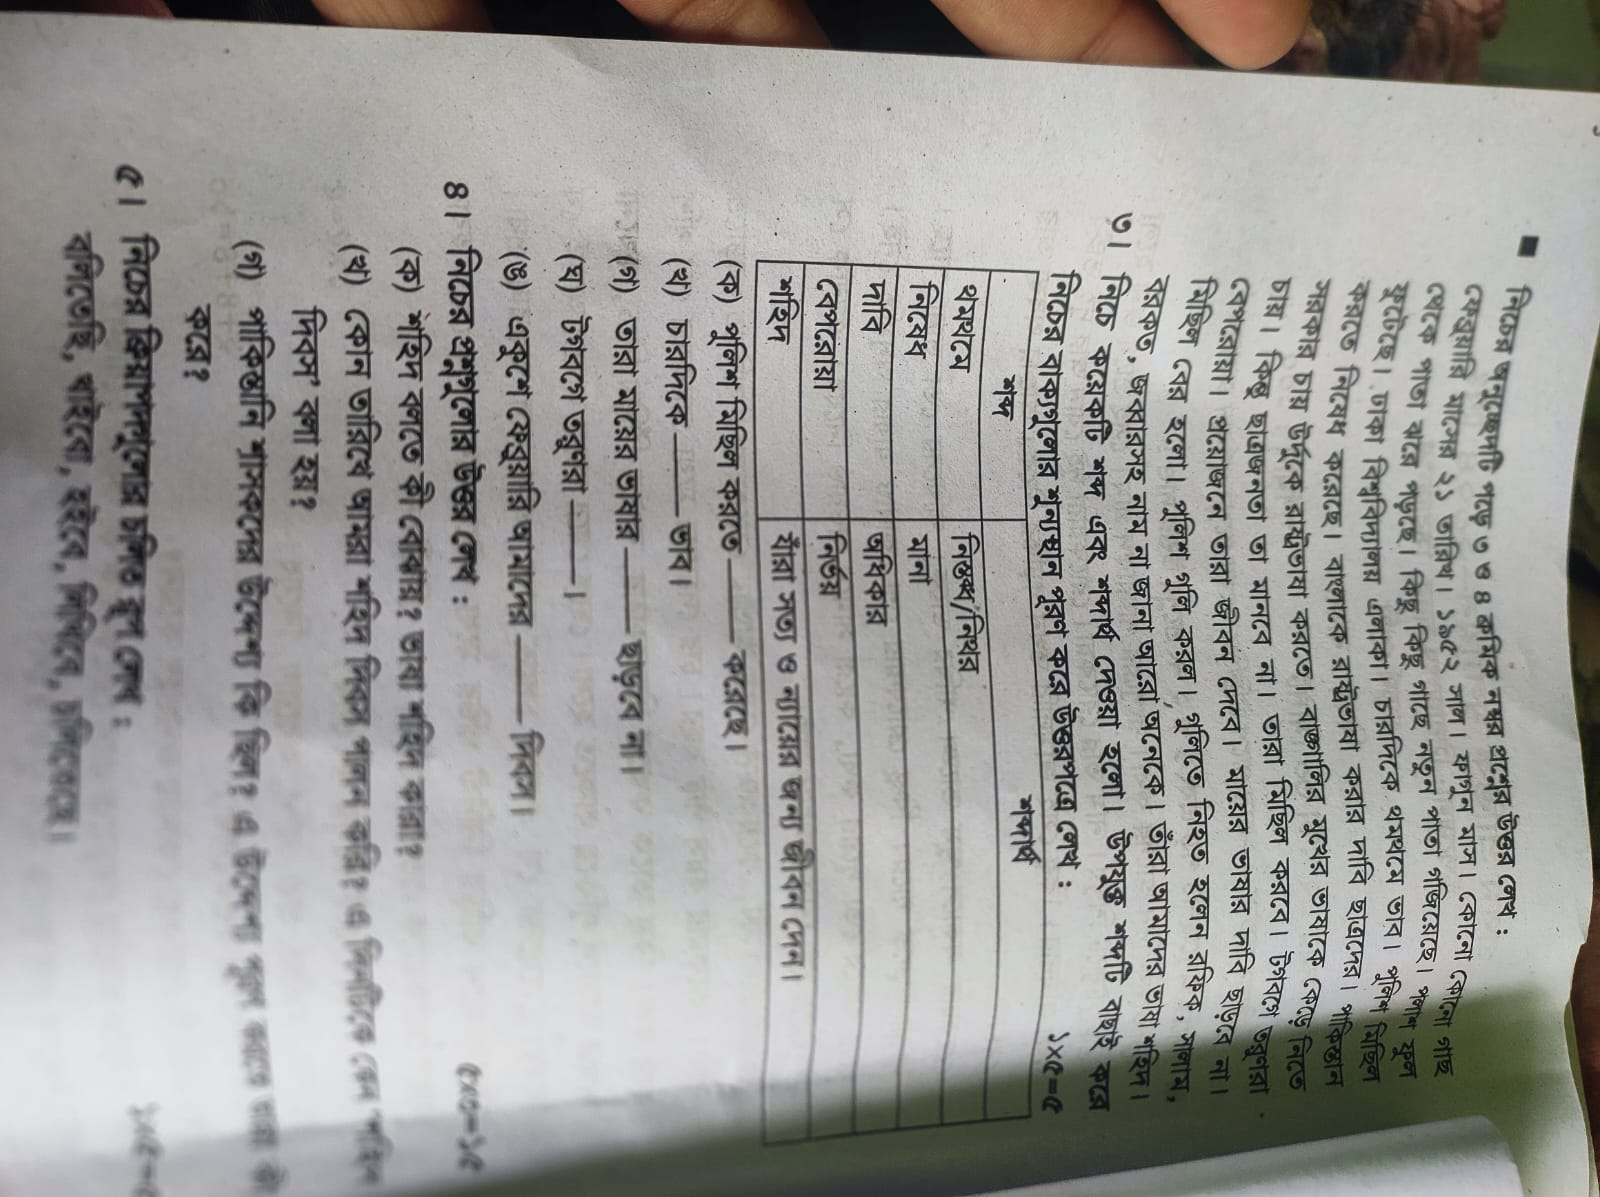 নিচের অনুচ্ছেদটি পড়ে ৩ ও ৪ ক্রমিক নম্বর প্রশ্নের উত্তর লেখ :
ফেব্রুয়ারি মাসের ২১ তারিখ। ১৯৫২ সাল। ফাগুন মাস। কোনো কোনো গাছ
থেকে পাতা ঝরে পড়ছে। কিছু কিছু গাছে নতুন পাতা গজিয়েছে। পলাশ ফুল
ফুটেছে। ঢাকা বিশ্ববিদ্যালয় এলাকা। চারদিকে থমথমে ভাব। পুলিশ মিছিল
করতে নিষেধ করেছে। বাংলাকে রাষ্ট্রভাষা করার দাবি ছাত্রদের। পাকিস্তান
সরকার চায় উর্দুকে রাষ্ট্রভাষা করতে। বাঙালির মুখের ভাষাকে কেড়ে নিতে
চায়। কিন্তু ছাত্রজনতা তা মানবে না। তারা মিছিল করবে। টগবগে তরুণরা
বেপরোয়া। প্রয়োজনে তারা জীবন দেবে। মায়ের ভাষার দাবি ছাড়বে না।
মিছিল বের হলো। পুলিশ গুলি করল। গুলিতে নিহত হলেন রফিক, সালাম,
বরকত, জব্বারসহ নাম না জানা আরো অনেকে। তাঁরা আমাদের ভাষা শহিদ।
৩। নিচে কয়েকটি শব্দ এবং শব্দার্থ দেওয়া হলো। উপযুক্ত শব্দটি বাছাই করে
নিচের বাক্যগুলোর শূন্যস্থান পূরণ করে উত্তরপত্রে লেখ : ১×৫=৫
শব্দ শব্দার্থ
থমথমে নিস্তব্ধ/নিথর
নিষেধ মানা
দাবি অধিকার
বেপরোয়া নির্ভয়
শহিদ যাঁরা সত্য ও ন্যায়ের জন্য জীবন দেন।
(ক) পুলিশ মিছিল করতে ——— করেছে।
(খ) চারদিকে ——— ভাব।
(গ) তারা মায়ের ভাষার ——— ছাড়বে না।
(ঘ) টগবগে তরুণরা ———।
(ঙ) একুশে ফেব্রুয়ারি আমাদের ——— দিবস।
৪। নিচের প্রশ্নগুলোর উত্তর লেখ : ৫×৩=১৫
(ক) শহিদ বলতে কী বোঝায়? ভাষা শহিদ কারা?
(খ) কোন তারিখে আমরা শহিদ দিবস পালন করি? এ দিনটিকে কেন 'শহিদ
দিবস' বলা হয়?
(গ) পাকিস্তানি শাসকদের উদ্দেশ্য কি ছিল? এ উদ্দেশ্য পূরণ করতে তারা কী
করে?
৫। নিচের ক্রিয়াপদগুলোর চলিত রূপ লেখ :
বলিতেছি, খাইবো, হইবে, লিখিবে, চলিতেছে।